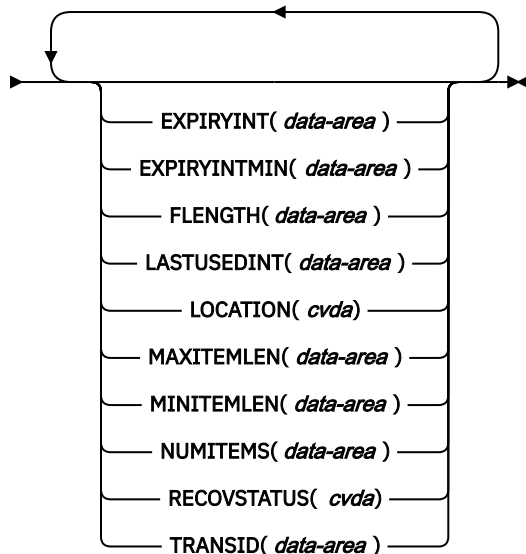 EXPIRYINT( data-area )
EXPIRYINTMIN( data-area )
FLENGTH( data-area )
LASTUSEDINT( data-area )
LOCATION( cvda)
MAXITEMLEN( data-area )
MINITEMLEN( data-area )
NUMITEMS( data-area )
RECOVSTATUS( cvda)
TRANSID( data-area )